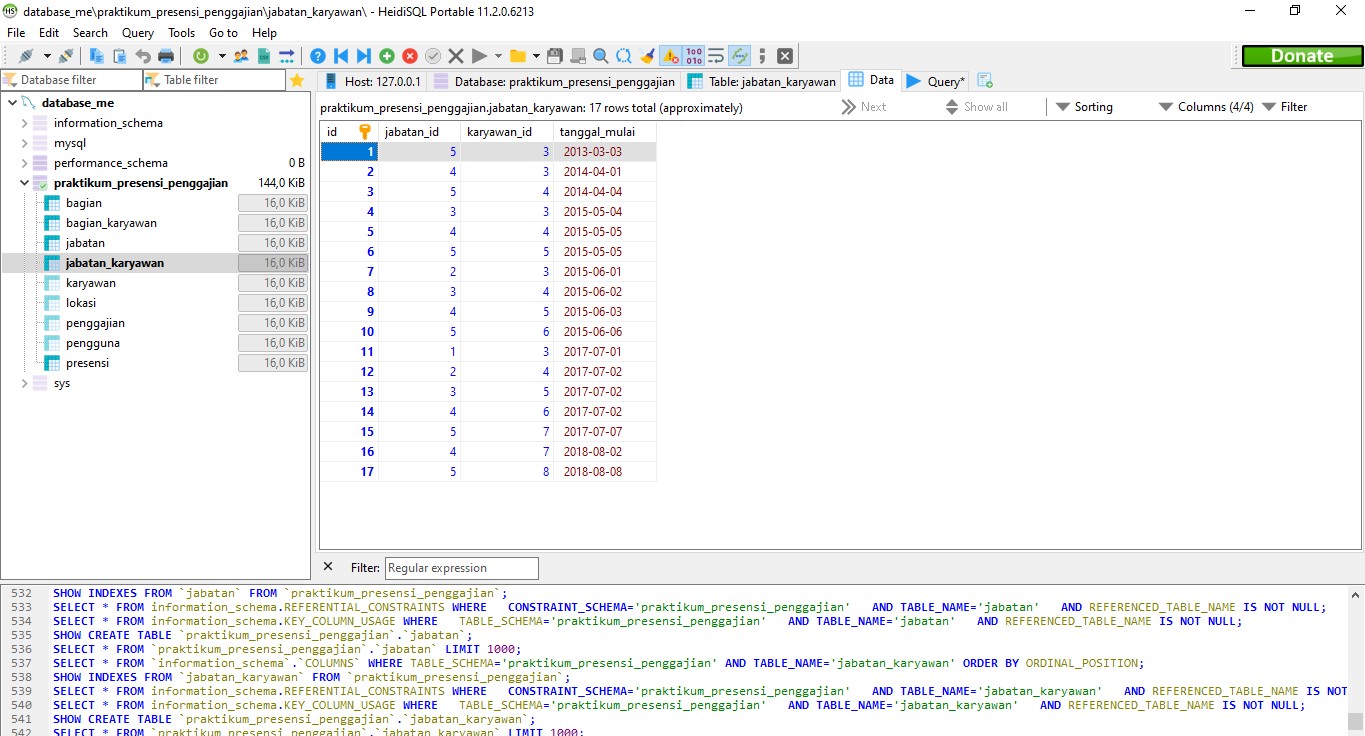 database_me\praktikum_presensi_penggajian\jabatan_karyawan\ - HeidiSQL Portable 11.2.0.6213
File Edit Search Query Tools Go to Help
Donate
Database filter Table filter
Host: 127.0.0.1 Database: praktikum_presensi_penggajian Table: jabatan_karyawan Data Query*
database_me
information_schema
mysql
performance_schema 0 B
praktikum_presensi_penggajian 144,0 KiB
bagian 16,0 KiB
bagian_karyawan 16,0 KiB
jabatan 16,0 KiB
jabatan_karyawan 16,0 KiB
karyawan 16,0 KiB
lokasi 16,0 KiB
penggajian 16,0 KiB
pengguna 16,0 KiB
presensi 16,0 KiB
sys
praktikum_presensi_penggajian.jabatan_karyawan: 17 rows total (approximately) Next Show all Sorting Columns (4/4) Filter
id jabatan_id karyawan_id tanggal_mulai
1 5 3 2013-03-03
2 4 3 2014-04-01
3 5 4 2014-04-04
4 3 3 2015-05-04
5 4 4 2015-05-05
6 5 5 2015-05-05
7 2 3 2015-06-01
8 3 4 2015-06-02
9 4 5 2015-06-03
10 5 6 2015-06-06
11 1 3 2017-07-01
12 2 4 2017-07-02
13 3 5 2017-07-02
14 4 6 2017-07-02
15 5 7 2017-07-07
16 4 7 2018-08-02
17 5 8 2018-08-08
Filter: Regular expression
532 SHOW INDEXES FROM `jabatan` FROM `praktikum_presensi_penggajian`;
533 SELECT * FROM information_schema.REFERENTIAL_CONSTRAINTS WHERE   CONSTRAINT_SCHEMA='praktikum_presensi_penggajian'   AND TABLE_NAME='jabatan'   AND REFERENCED_TABLE_NAME IS NOT NULL;
534 SELECT * FROM information_schema.KEY_COLUMN_USAGE WHERE   TABLE_SCHEMA='praktikum_presensi_penggajian'   AND TABLE_NAME='jabatan'   AND REFERENCED_TABLE_NAME IS NOT NULL;
535 SHOW CREATE TABLE `praktikum_presensi_penggajian`.`jabatan`;
536 SELECT * FROM `praktikum_presensi_penggajian`.`jabatan` LIMIT 1000;
537 SELECT * FROM `information_schema`.`COLUMNS` WHERE TABLE_SCHEMA='praktikum_presensi_penggajian' AND TABLE_NAME='jabatan_karyawan' ORDER BY ORDINAL_POSITION;
538 SHOW INDEXES FROM `jabatan_karyawan` FROM `praktikum_presensi_penggajian`;
539 SELECT * FROM information_schema.REFERENTIAL_CONSTRAINTS WHERE   CONSTRAINT_SCHEMA='praktikum_presensi_penggajian'   AND TABLE_NAME='jabatan_karyawan'   AND REFERENCED_TABLE_NAME IS NOT
540 SELECT * FROM information_schema.KEY_COLUMN_USAGE WHERE   TABLE_SCHEMA='praktikum_presensi_penggajian'   AND TABLE_NAME='jabatan_karyawan'   AND REFERENCED_TABLE_NAME IS NOT NULL;
541 SHOW CREATE TABLE `praktikum_presensi_penggajian`.`jabatan_karyawan`;
542 SELECT * FROM `praktikum_presensi_penggajian`.`jabatan_karyawan` LIMIT 1000;